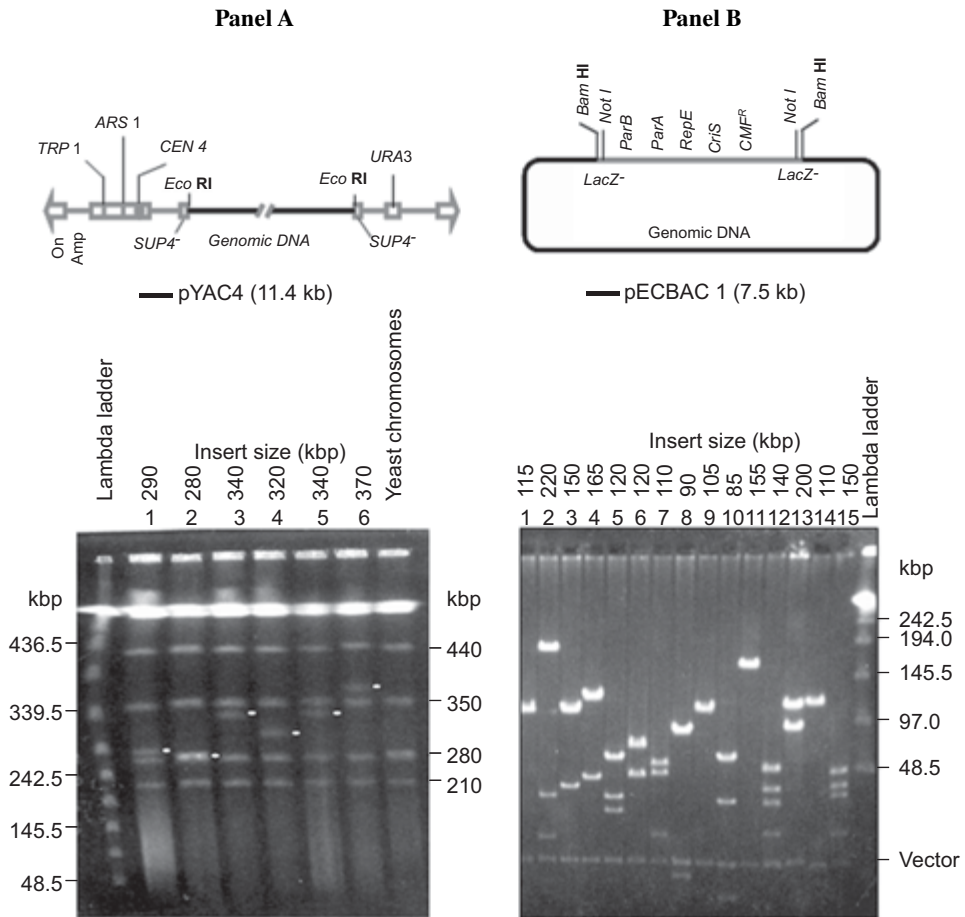 Panel A
TRP 1
ARS 1
CEN 4
Eco RI
Eco RI
URA3
On
Amp
SUP4-
Genomic DNA
SUP4-
pYAC4 (11.4 kb)
Lambda ladder
Insert size (kbp)
290 280 340 320 340 370
1 2 3 4 5 6
Yeast chromosomes
kbp
436.5
339.5
242.5
145.5
48.5
kbp
440
350
280
210
Panel B
Bam HI
Not I
ParB
ParA
RepE
CriS
CMFR
Not I
Bam HI
LacZ-
LacZ-
Genomic DNA
pECBAC 1 (7.5 kb)
Insert size (kbp)
115 220 150 165 120 120 110 90 105 85 155 140 200 110 150
1 2 3 4 5 6 7 8 9 10 11 12 13 14 15
Lambda ladder
kbp
242.5
194.0
145.5
97.0
48.5
Vector